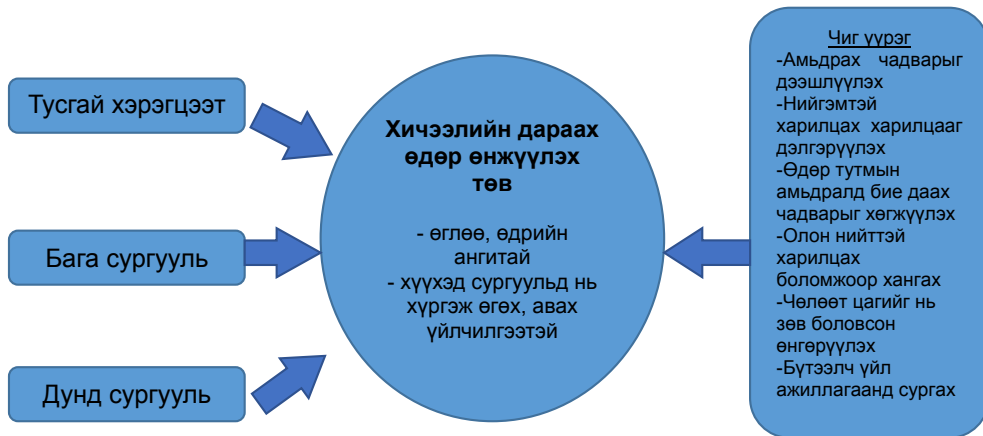 Тусгай хэрэгцээт
Бага сургууль
Дунд сургууль
Хичээлийн дараах
өдөр өнжүүлэх
төв
- өглөө, өдрийн
ангитай
- хүүхэд сургуульд нь
хүргэж өгөх, авах
үйлчилгээтэй
Чиг үүрэг
-Амьдрах чадварыг
дээшлүүлэх
-Нийгэмтэй
харилцах харилцааг
дэлгэрүүлэх
-Өдөр тутмын
амьдралд бие даах
чадварыг хөгжүүлэх
-Олон нийттэй
харилцах
боломжоор хангах
-Чөлөөт цагийг нь
зөв боловсон
өнгөрүүлэх
-Бүтээлч үйл
ажиллагаанд сургах